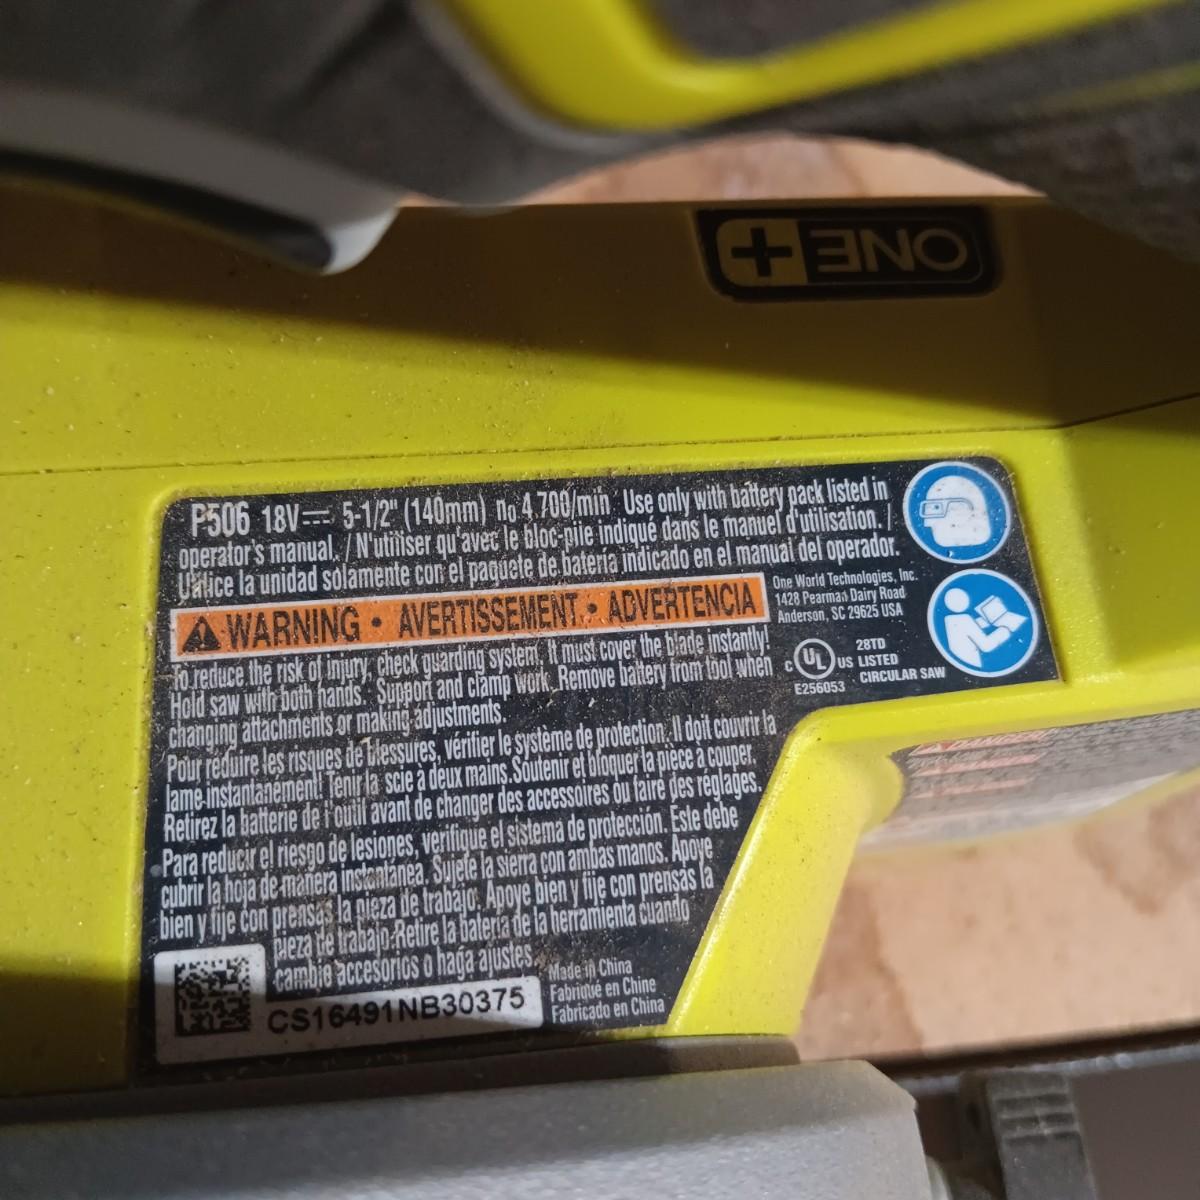 ONE+
P506 18V⎓ 5-1/2" (140mm) n₀ 4,700/min Use only with battery pack listed in
operator's manual. / N'utiliser qu'avec le bloc-pile indiqué dans le manuel d'utilisation. /
Utilice la unidad solamente con el paquete de batería indicado en el manual del operador.
WARNING • AVERTISSEMENT • ADVERTENCIA
To reduce the risk of injury, check guarding system. It must cover the blade instantly!
Hold saw with both hands. Support and clamp work. Remove battery from tool when
changing attachments or making adjustments.
Pour réduire les risques de blessures, vérifier le système de protection. Il doit couvrir la
lame instantanément! Tenir la scie à deux mains. Soutenir et bloquer la pièce à couper.
Retirez la batterie de l'outil avant de changer des accessoires ou faire des réglages.
Para reducir el riesgo de lesiones, verifique el sistema de protección. Este debe
cubrir la hoja de manera instantánea. Sujete la sierra con ambas manos. Apoye
bien y fije con prensas la pieza de trabajo. Apoye bien y fije con prensas la
pieza de trabajo. Retire la batería de la herramienta cuando
cambie accesorios o haga ajustes.
One World Technologies, Inc.
1428 Pearman Dairy Road
Anderson, SC 29625 USA
C UL US
28TD
LISTED
CIRCULAR SAW
E256053
CS16491NB30375
Made in China
Fabriqué en Chine
Fabricado en China